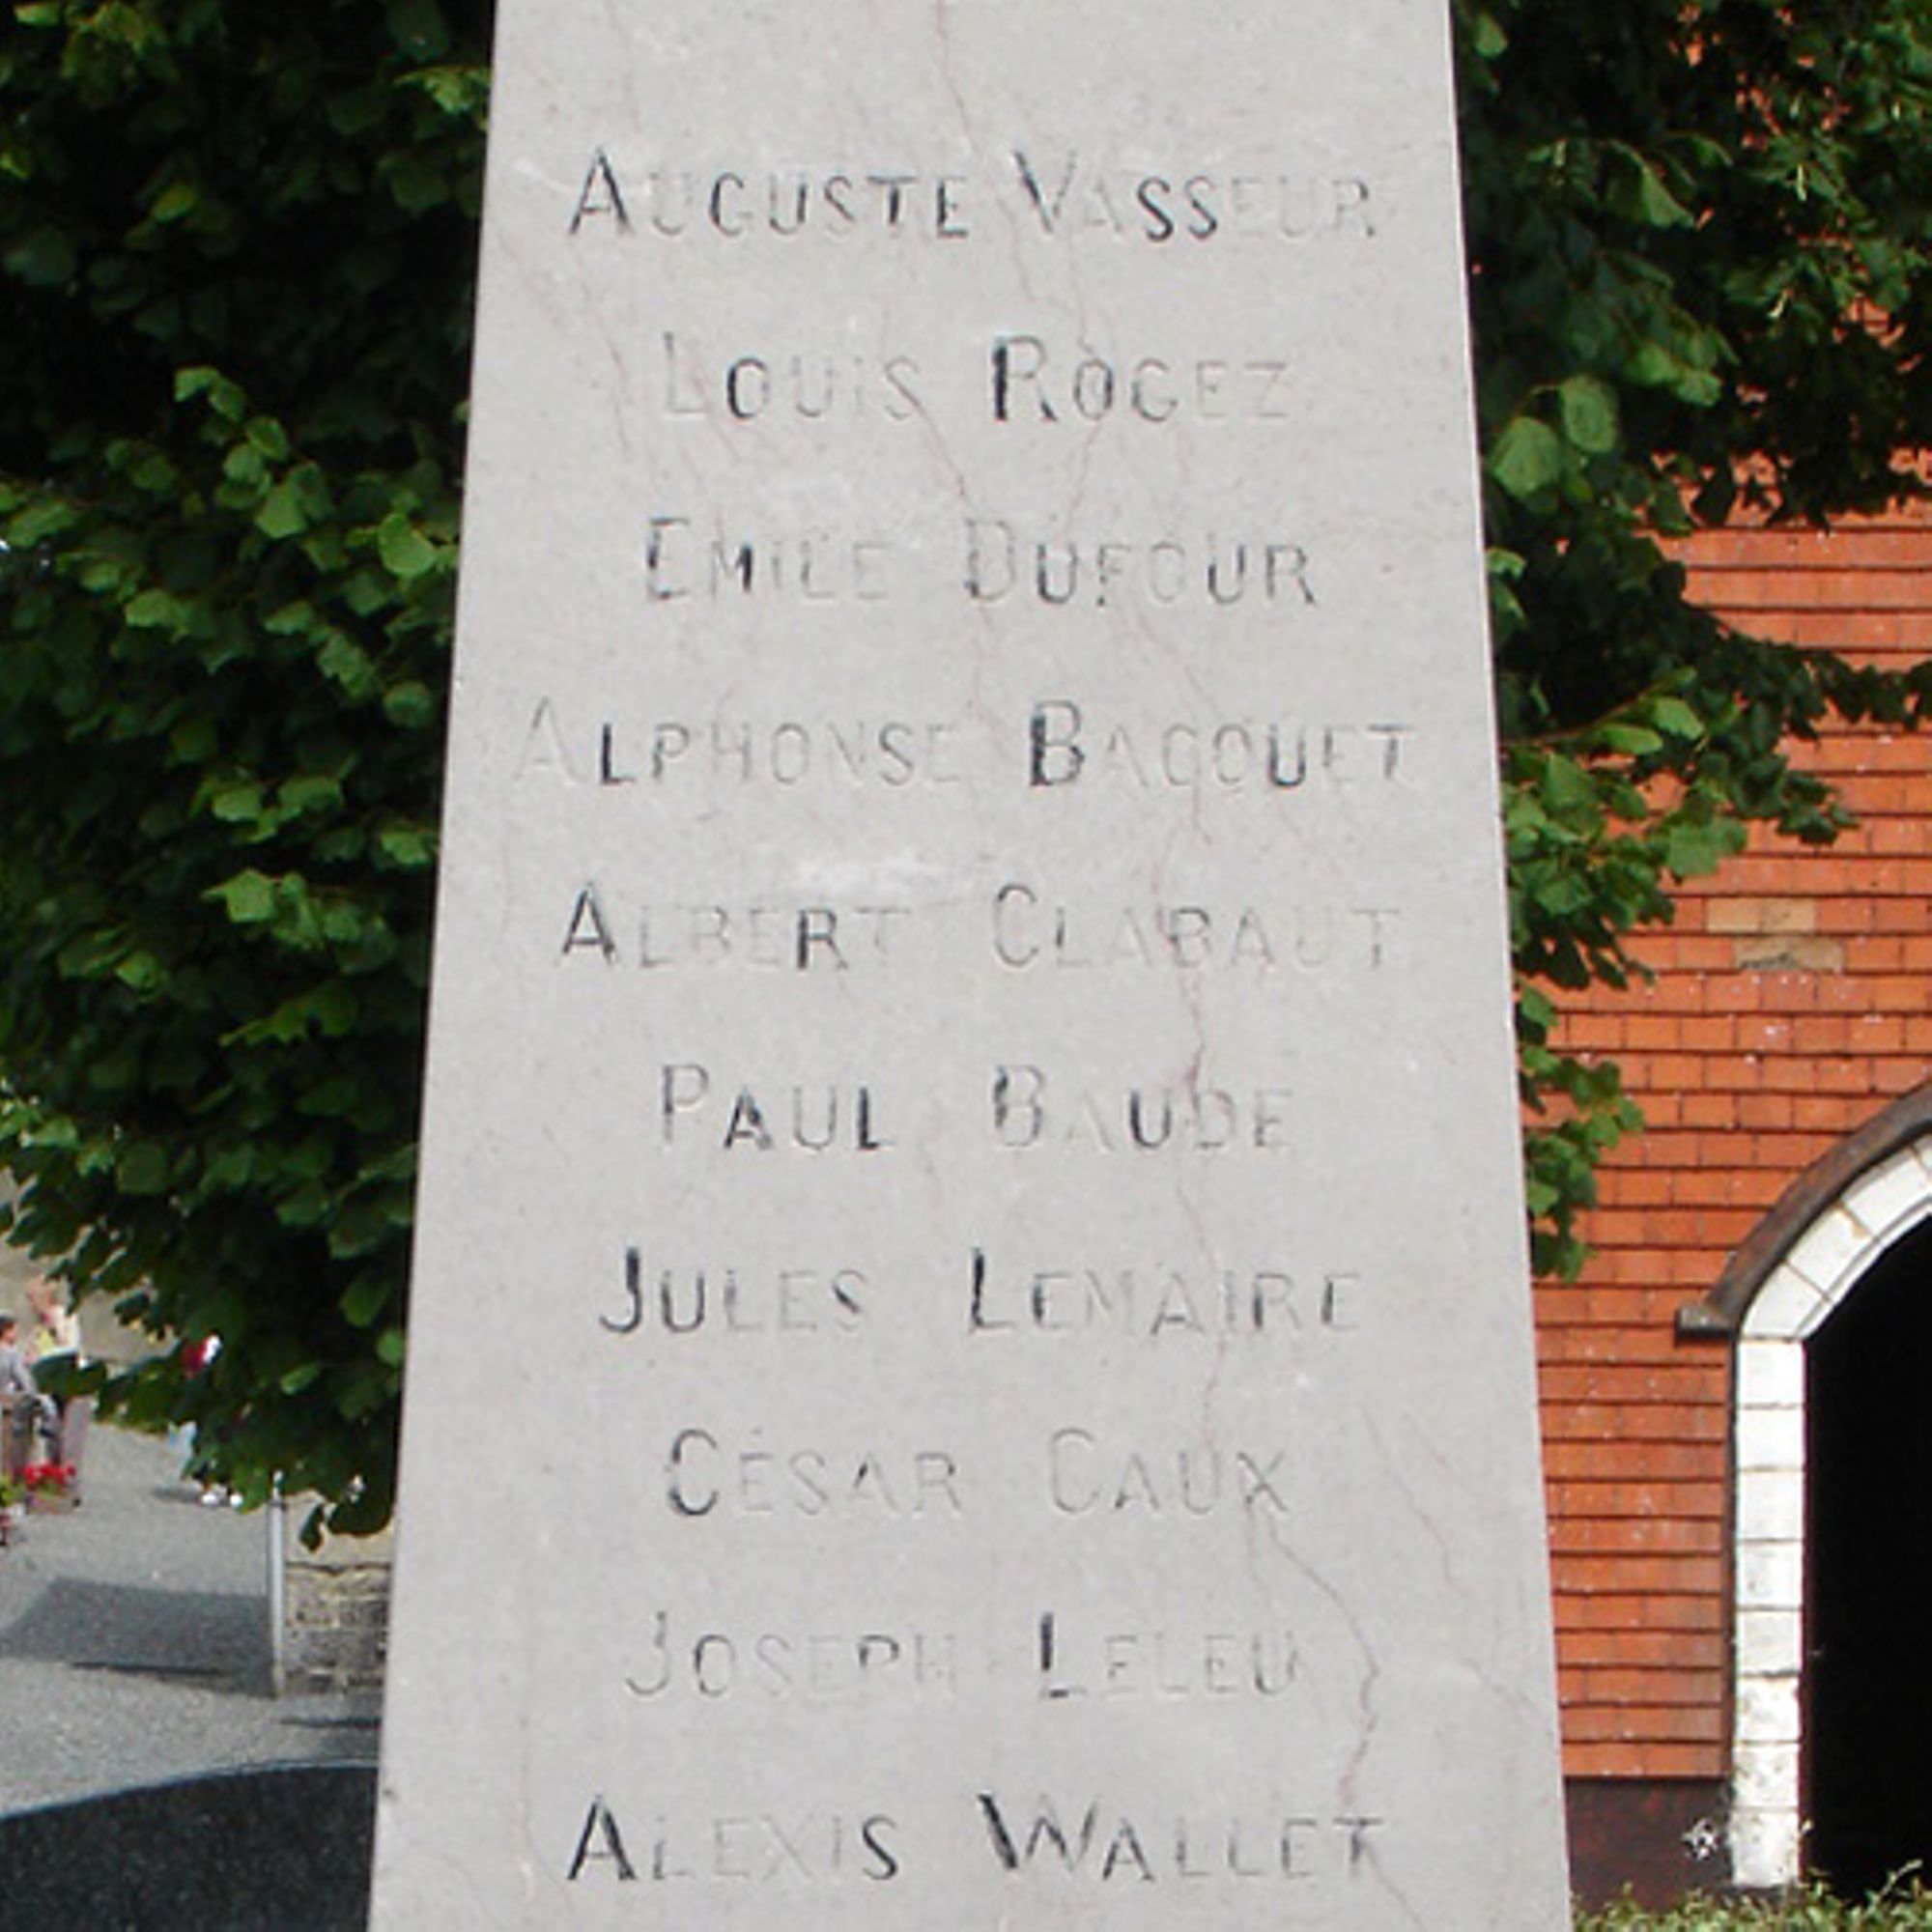 AUGUSTE VASSEUR
LOUIS ROGEZ
EMILE DUFOUR
ALPHONSE BACQUET
ALBERT CLABAUT
PAUL BAUDE
JULES LEMAIRE
CÉSAR CAUX
JOSEPH LELEU
ALEXIS WALLET